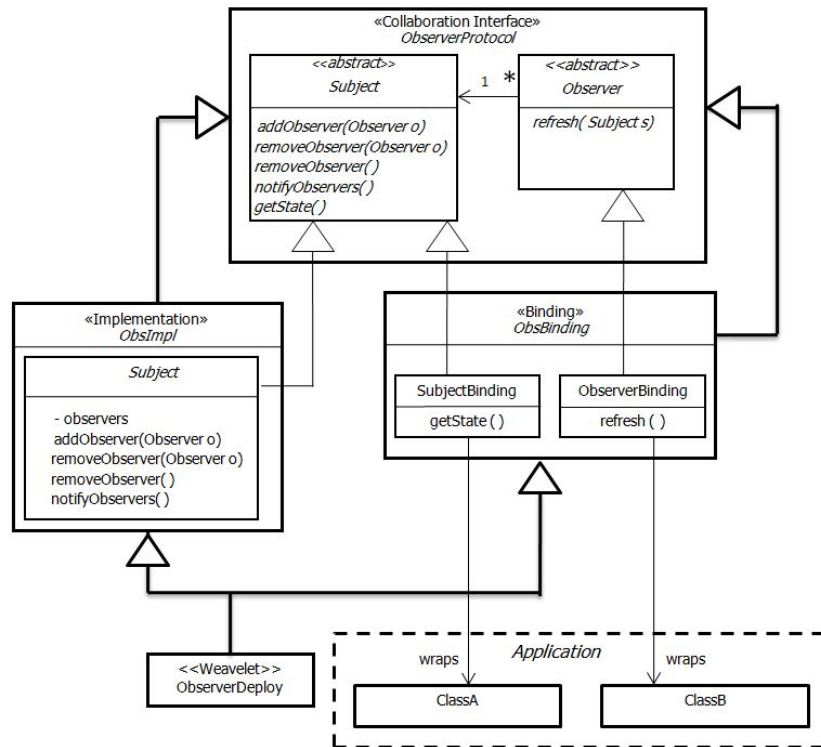 «Collaboration Interface»
ObserverProtocol
<<abstract>>
Subject
addObserver(Observer o)
removeObserver(Observer o)
removeObserver( )
notifyObservers( )
getState( )
1
*
<<abstract>>
Observer
refresh( Subject s)
«Implementation»
ObsImpl
Subject
- observers
addObserver(Observer o)
removeObserver(Observer o)
removeObserver( )
notifyObservers( )
«Binding»
ObsBinding
SubjectBinding
getState ( )
ObserverBinding
refresh ( )
<<Weavelet>>
ObserverDeploy
Application
wraps
wraps
ClassA
ClassB